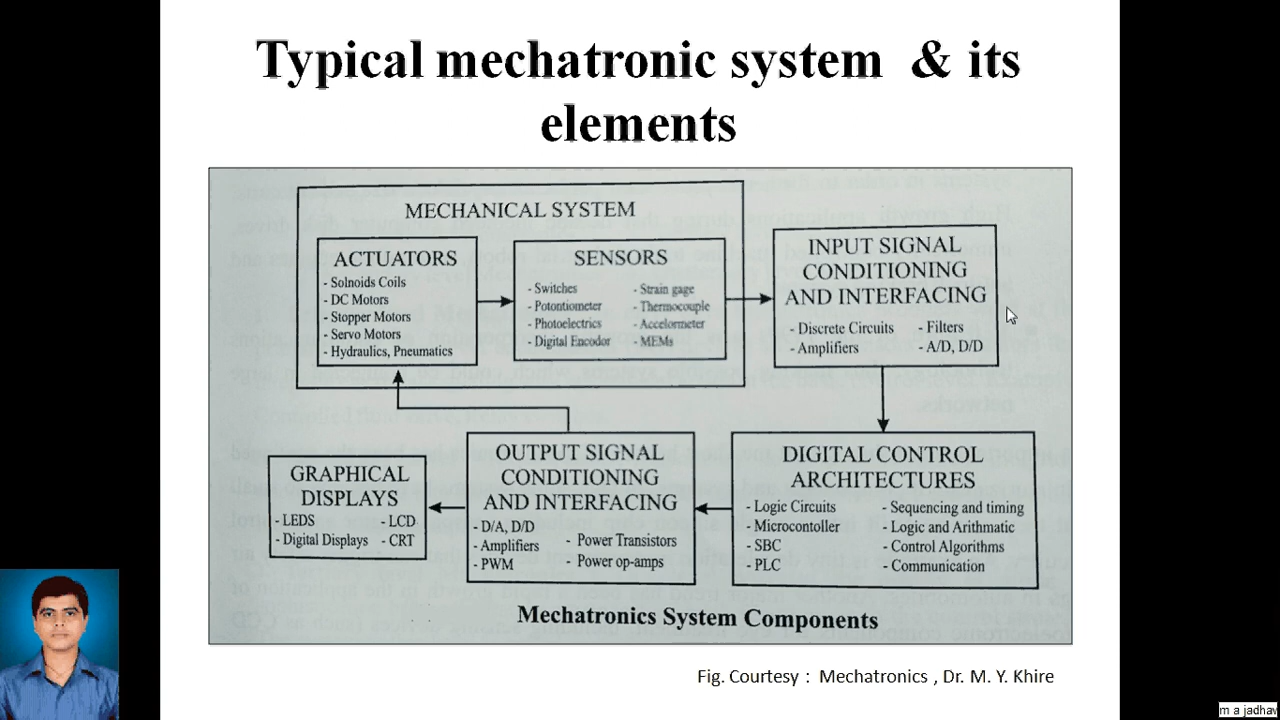 Typical mechatronic system & its
elements
MECHANICAL SYSTEM
ACTUATORS
- Solnoids Coils
- DC Motors
- Stopper Motors
- Servo Motors
- Hydraulics, Pneumatics
SENSORS
- Switches
- Potontiometer
- Photoelectrics
- Digital Encodor
- Strain gage
- Thermocouple
- Accelormeter
- MEMs
INPUT SIGNAL
CONDITIONING
AND INTERFACING
- Discrete Circuits
- Amplifiers
- Filters
- A/D, D/D
GRAPHICAL
DISPLAYS
- LEDS
- Digital Displays
- LCD
- CRT
OUTPUT SIGNAL
CONDITIONING
AND INTERFACING
- D/A, D/D
- Amplifiers
- PWM
- Power Transistors
- Power op-amps
DIGITAL CONTROL
ARCHITECTURES
- Logic Circuits
- Microcontoller
- SBC
- PLC
- Sequencing and timing
- Logic and Arithmatic
- Control Algorithms
- Communication
Mechatronics System Components
Fig. Courtesy : Mechatronics , Dr. M. Y. Khire
m a jadhav